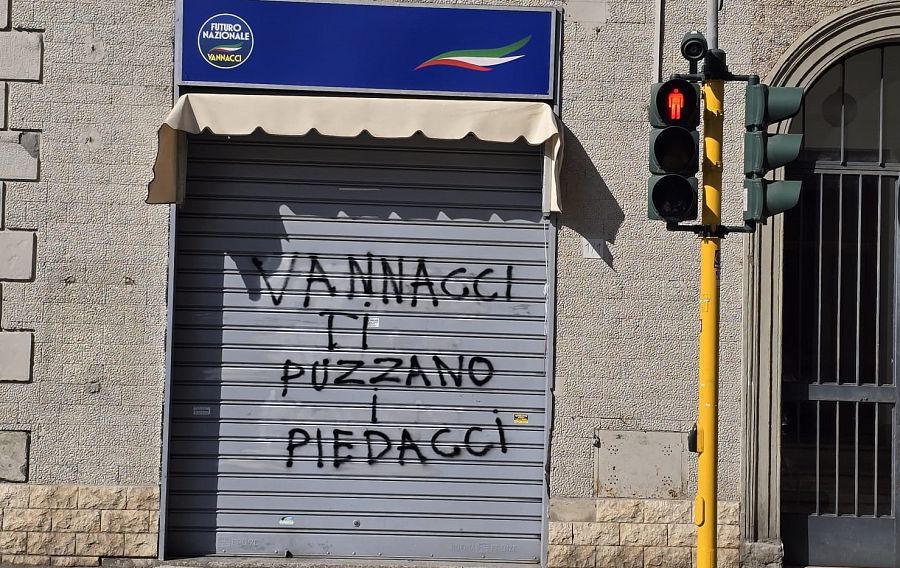 FUTURO
NAZIONALE
VANNACCI
VANNACCI
TI
PUZZANO
I
PIEDACCI